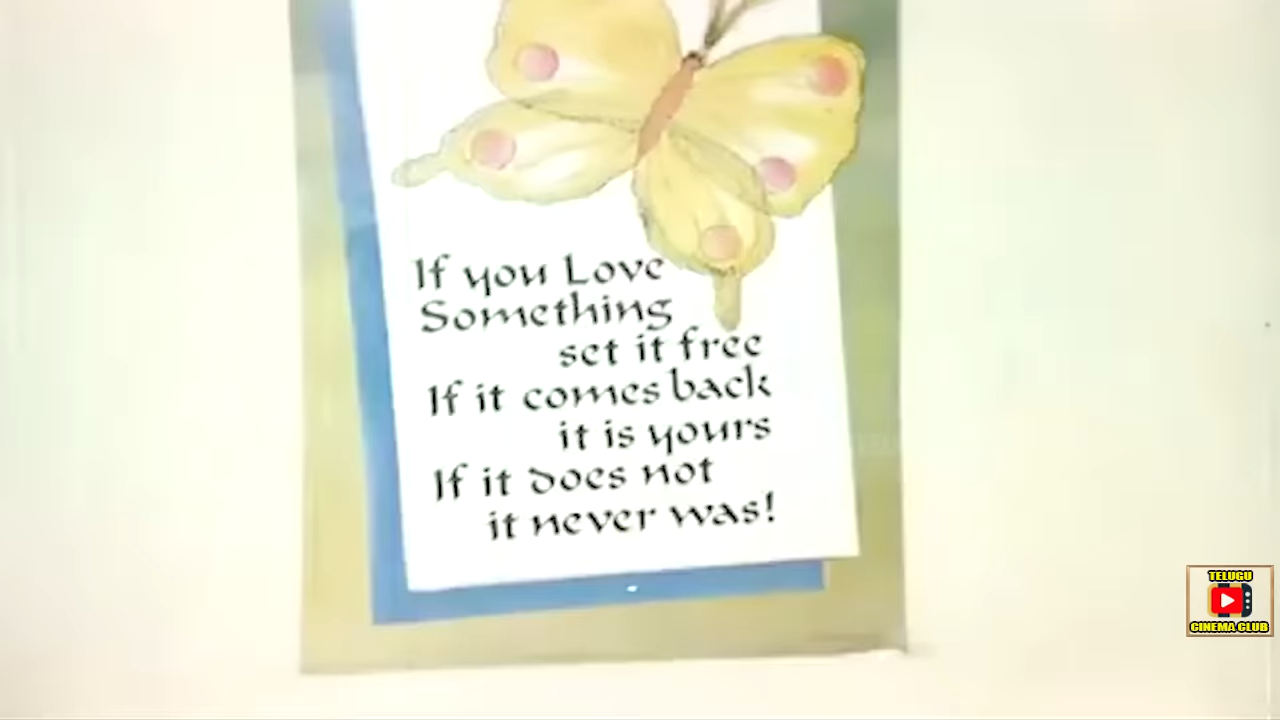 If you Love
Something
set it free
If it comes back
it is yours
If it does not
it never was!
TELUGU
CINEMA CLUB